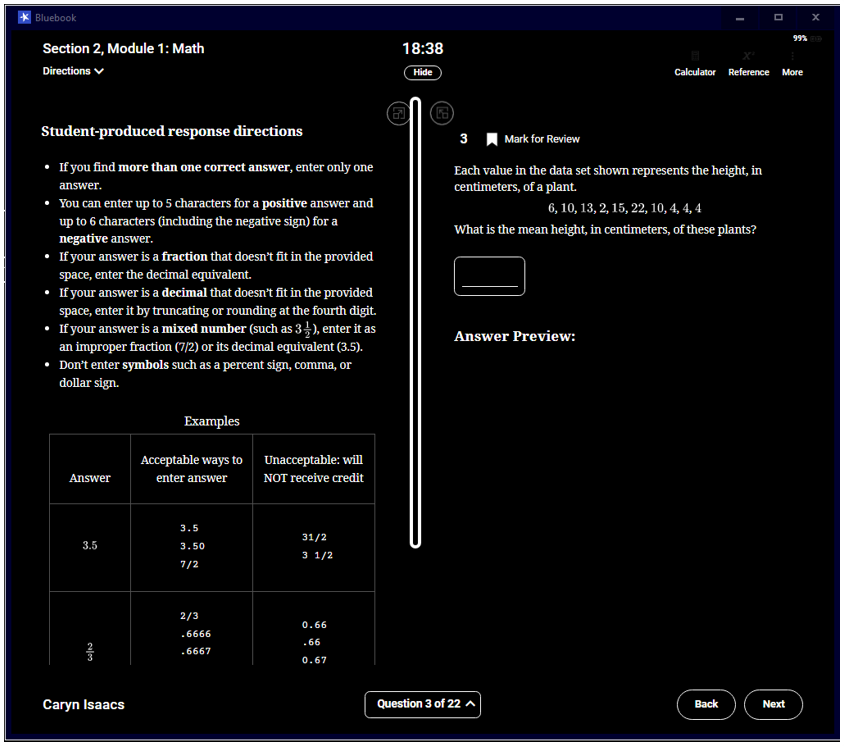 Bluebook
99%
Section 2, Module 1: Math
18:38
Directions
Hide
Calculator Reference More
Student-produced response directions
• If you find more than one correct answer, enter only one
answer.
• You can enter up to 5 characters for a positive answer and
up to 6 characters (including the negative sign) for a
negative answer.
• If your answer is a fraction that doesn’t fit in the provided
space, enter the decimal equivalent.
• If your answer is a decimal that doesn’t fit in the provided
space, enter it by truncating or rounding at the fourth digit.
• If your answer is a mixed number (such as 3 1/2), enter it as
an improper fraction (7/2) or its decimal equivalent (3.5).
• Don’t enter symbols such as a percent sign, comma, or
dollar sign.
Examples
Answer
Acceptable ways to
enter answer
Unacceptable: will
NOT receive credit
3.5
3.5
3.50
7/2
31/2
3 1/2
2/3
2/3
.6666
.6667
0.66
.66
0.67
3 Mark for Review
Each value in the data set shown represents the height, in
centimeters, of a plant.
6, 10, 13, 2, 15, 22, 10, 4, 4, 4
What is the mean height, in centimeters, of these plants?
Answer Preview:
Caryn Isaacs
Question 3 of 22
Back
Next